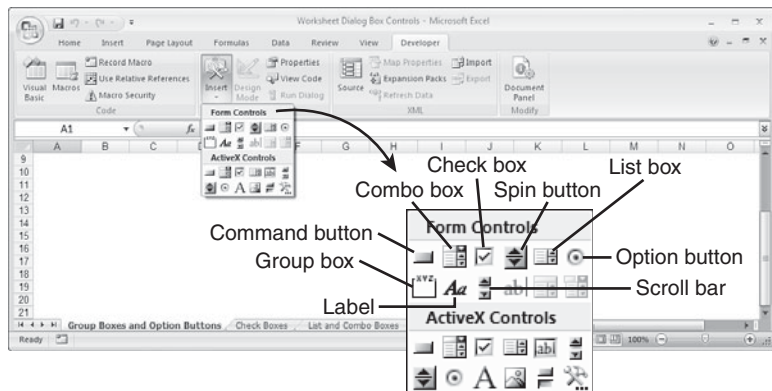 Worksheet Dialog Box Controls - Microsoft Excel
Home Insert Page Layout Formulas Data Review View Developer
Visual Basic
Macros
Record Macro
Use Relative References
Macro Security
Code
Insert
Design Mode
Properties
View Code
Run Dialog
Source
Map Properties
Expansion Packs
Refresh Data
Import
Export
XML
Document Panel
Modify
Form Controls
ActiveX Controls
A1 fx
A B C F G H I J K L M N O
9
10
11
12
13
14
15
16
17
18
19
20
21
Check box
List box
Combo box
Spin button
Command button
Group box
Label
Option button
Scroll bar
Form Controls
XYZ Aa ab|
ActiveX Controls
ab|
A
Group Boxes and Option Buttons Check Boxes List and Combo Boxes
Ready 100%